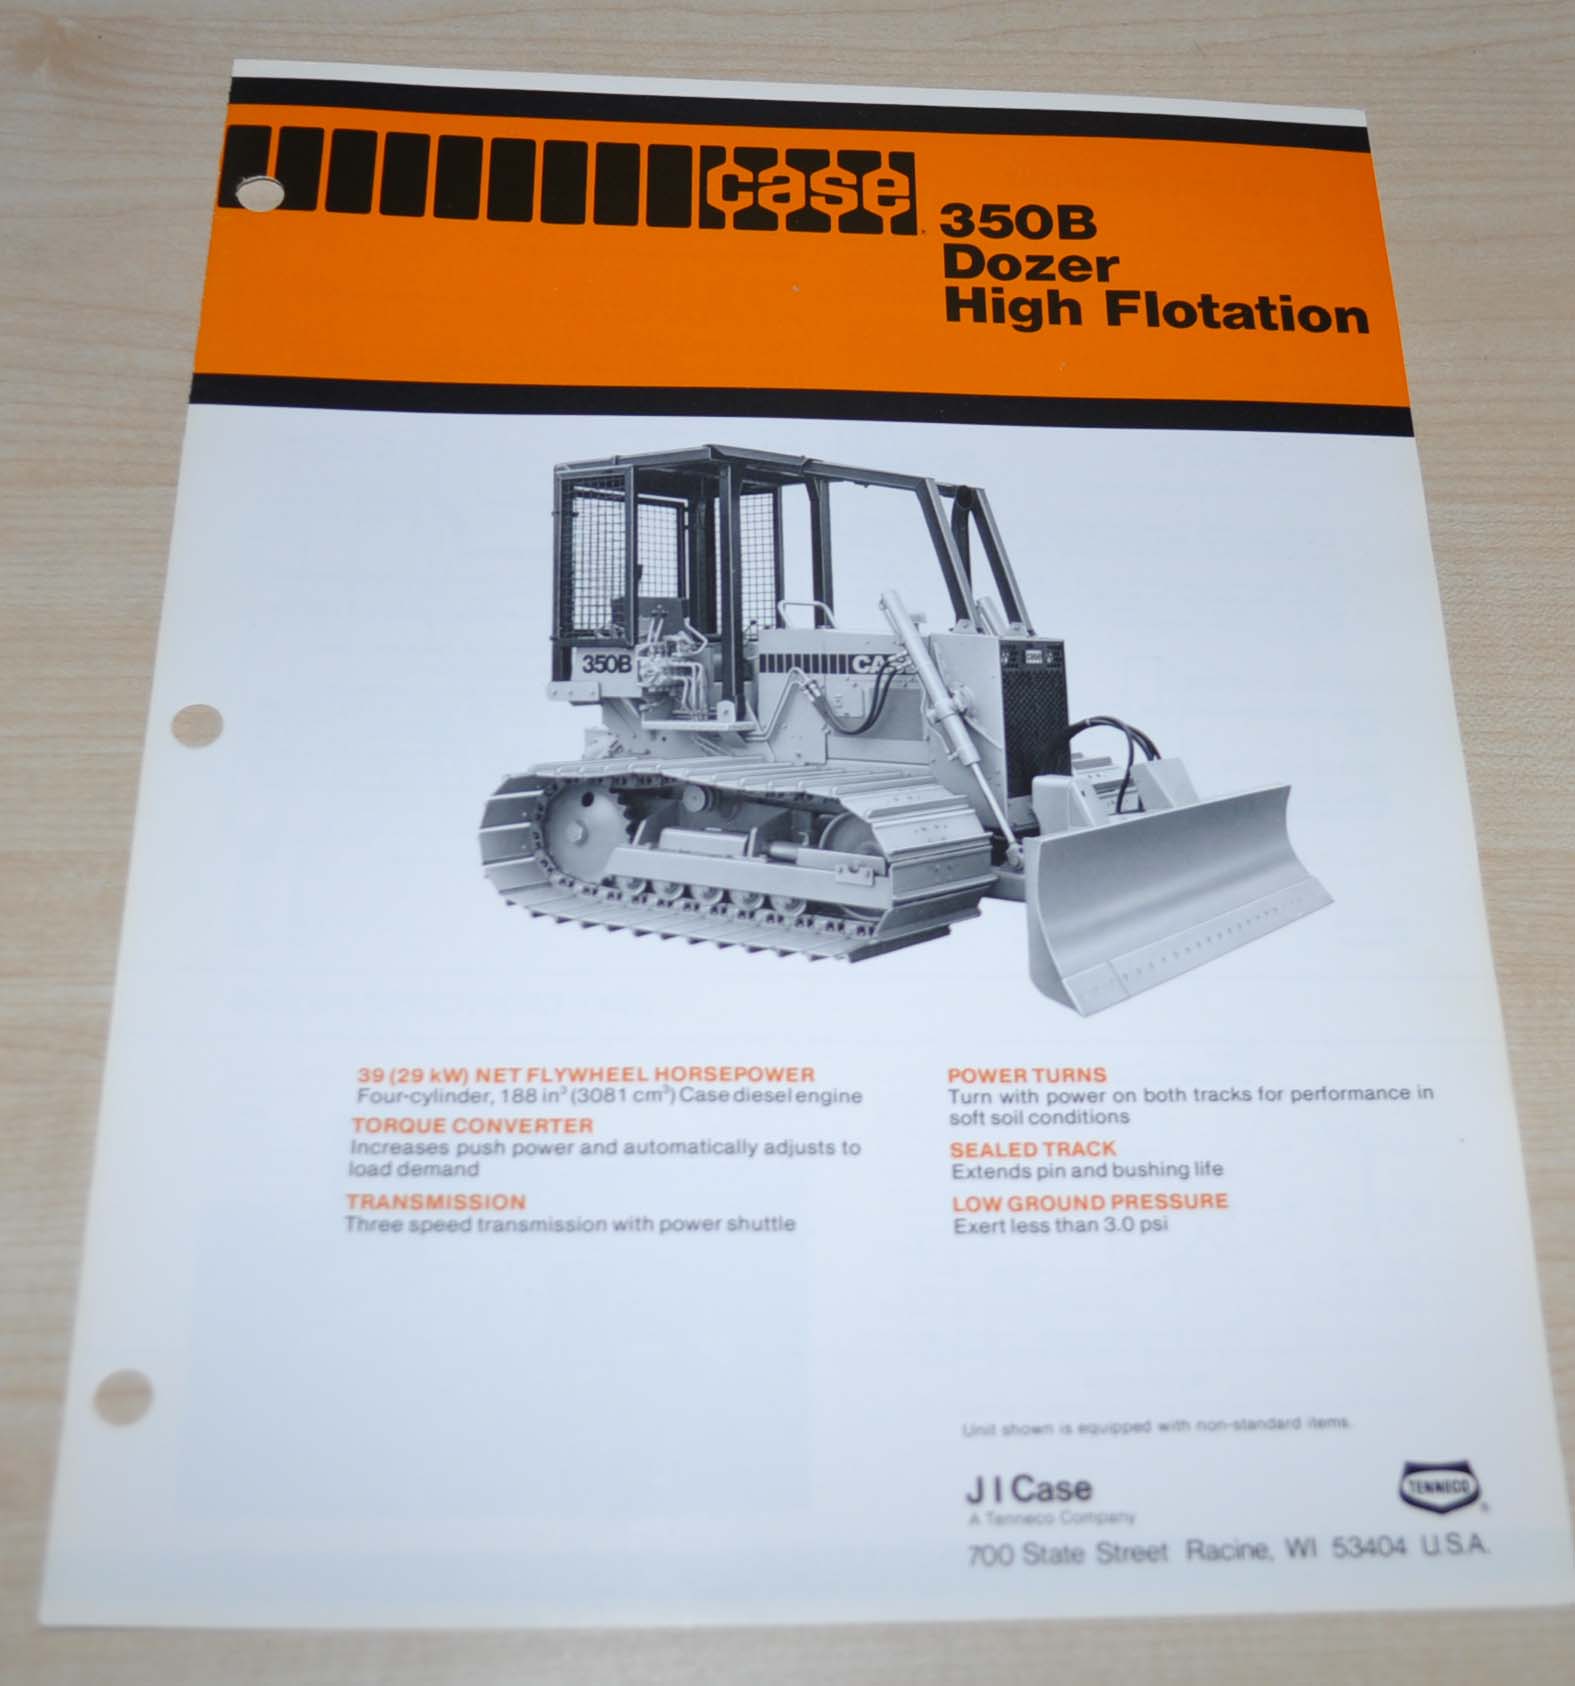 case
350B
Dozer
High Flotation
350B
CASE
39 (29 kW) NET FLYWHEEL HORSEPOWER
Four-cylinder, 188 in³ (3081 cm³) Case diesel engine
TORQUE CONVERTER
Increases push power and automatically adjusts to
load demand
TRANSMISSION
Three speed transmission with power shuttle
POWER TURNS
Turn with power on both tracks for performance in
soft soil conditions
SEALED TRACK
Extends pin and bushing life
LOW GROUND PRESSURE
Exert less than 3.0 psi
Unit shown is equipped with non-standard items.
J I Case
A Tenneco Company
TENNECO
®
700 State Street Racine, WI 53404 U.S.A.